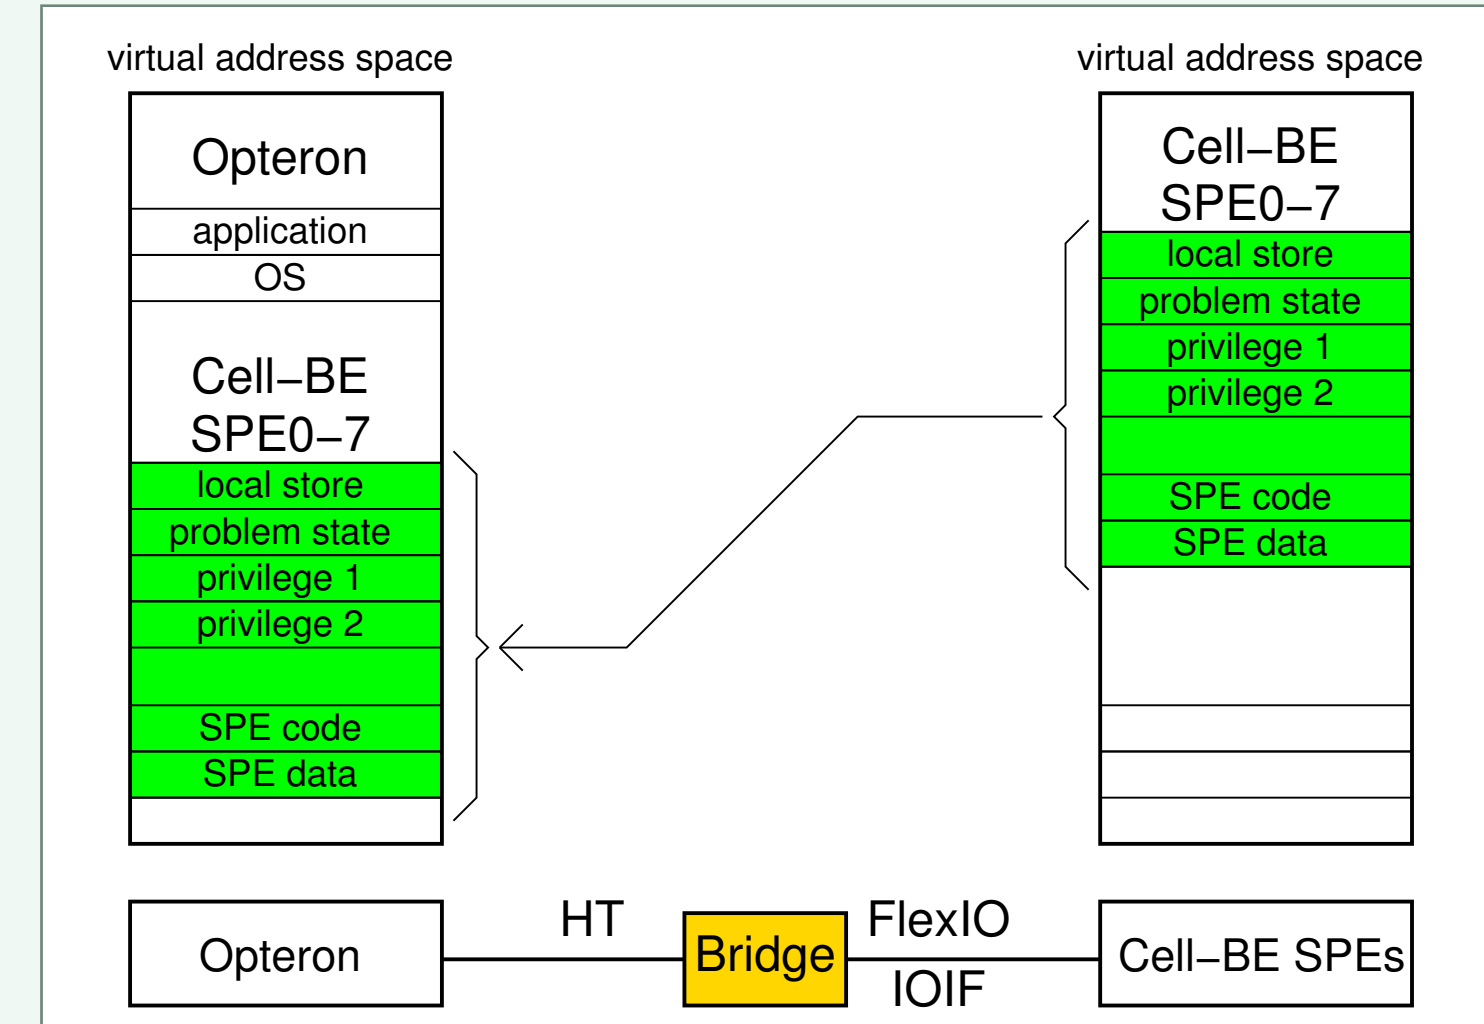 virtual address space
Opteron
application
OS
Cell–BE
SPE0–7
local store
problem state
privilege 1
privilege 2
SPE code
SPE data
virtual address space
Cell–BE
SPE0–7
local store
problem state
privilege 1
privilege 2
SPE code
SPE data
Opteron
HT
Bridge
FlexIO
IOIF
Cell–BE SPEs